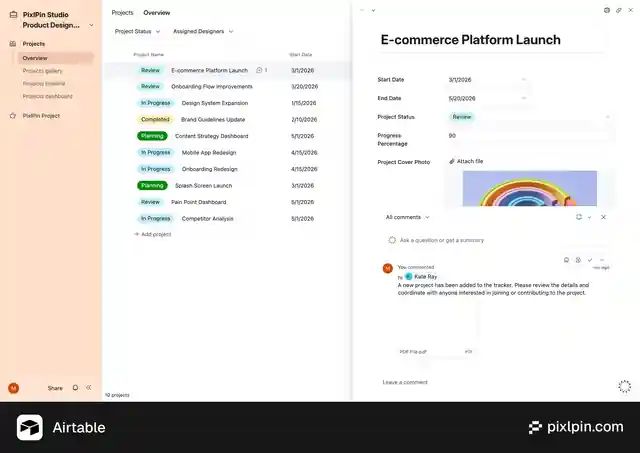 PixlPin Studio
Product Design...
Projects
Overview
Projects gallery
Projects timeline
Projects dashboard
PixlPin Project
M
Share
Projects Overview
Project Status Assigned Designers
Project Name Start Date
Review E-commerce Platform Launch 1 3/1/2026
Review Onboarding Flow Improvements 3/20/2026
In Progress Design System Expansion 1/15/2026
Completed Brand Guidelines Update 2/10/2026
Planning Content Strategy Dashboard 5/1/2026
In Progress Mobile App Redesign 4/15/2026
In Progress Onboarding Redesign 4/15/2026
Planning Splash Screen Launch 3/1/2026
Review Pain Point Dashboard 5/1/2026
In Progress Competitor Analysis 5/1/2026
+ Add project
10 projects
E-commerce Platform Launch
Start Date 3/1/2026
End Date 5/20/2026
Project Status Review
Progress Percentage 90
Project Cover Photo Attach file
All comments
Ask a question or get a summary
M
You commented
hi Kate Ray
A new project has been added to the tracker. Please review the details and
coordinate with anyone interested in joining or contributing to the project.
PDF File.pdf
Leave a comment
Airtable
pixlpin.com